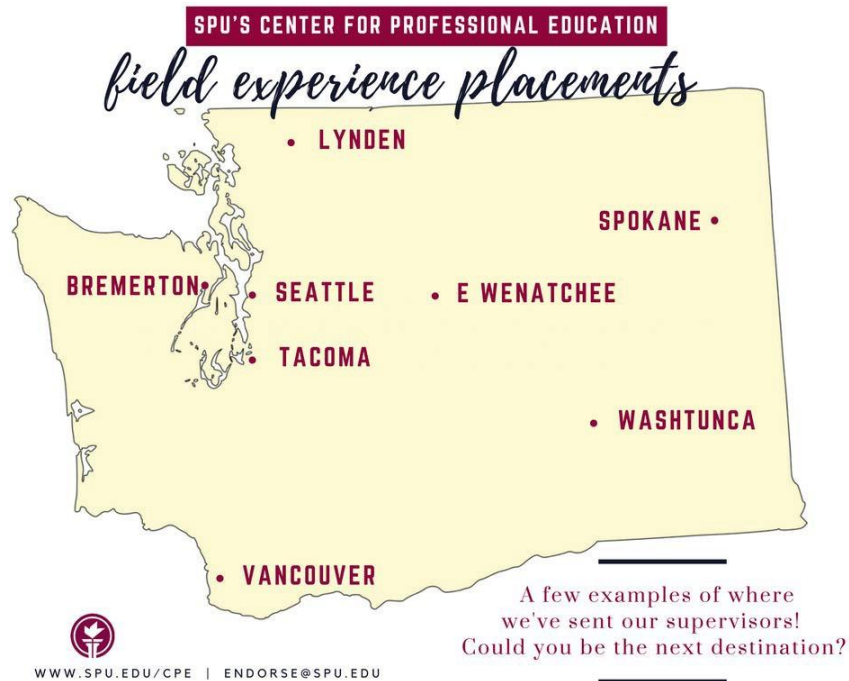 SPU'S CENTER FOR PROFESSIONAL EDUCATION
field experience placements
LYNDEN
SPOKANE
BREMERTON
SEATTLE
E WENATCHEE
TACOMA
WASHTUNCA
VANCOUVER
A few examples of where
we've sent our supervisors!
Could you be the next destination?
WWW.SPU.EDU/CPE | ENDORSE@SPU.EDU